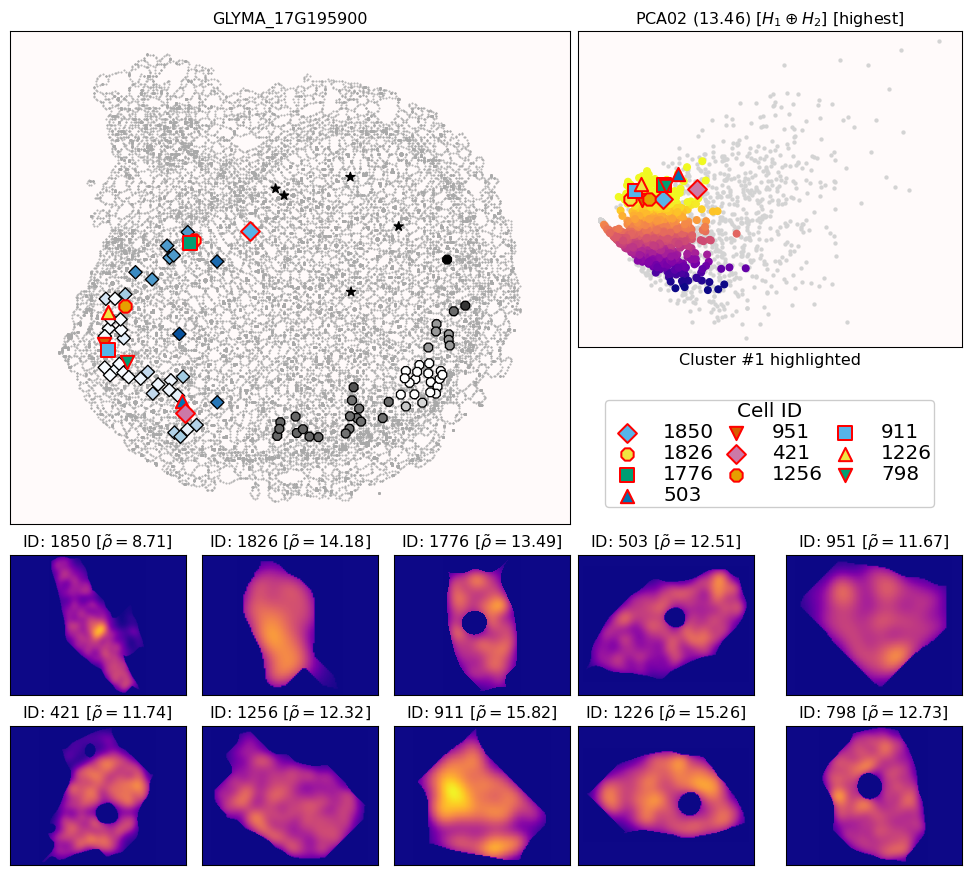 GLYMA_17G195900
PCA02 (13.46) [$H_1 \oplus H_2$] [highest]
Cluster #1 highlighted
Cell ID
1850 951 911
1826 421 1226
1776 1256 798
503
ID: 1850 [$\tilde{\rho} = 8.71$] ID: 1826 [$\tilde{\rho} = 14.18$] ID: 1776 [$\tilde{\rho} = 13.49$] ID: 503 [$\tilde{\rho} = 12.51$] ID: 951 [$\tilde{\rho} = 11.67$]
ID: 421 [$\tilde{\rho} = 11.74$] ID: 1256 [$\tilde{\rho} = 12.32$] ID: 911 [$\tilde{\rho} = 15.82$] ID: 1226 [$\tilde{\rho} = 15.26$] ID: 798 [$\tilde{\rho} = 12.73$]